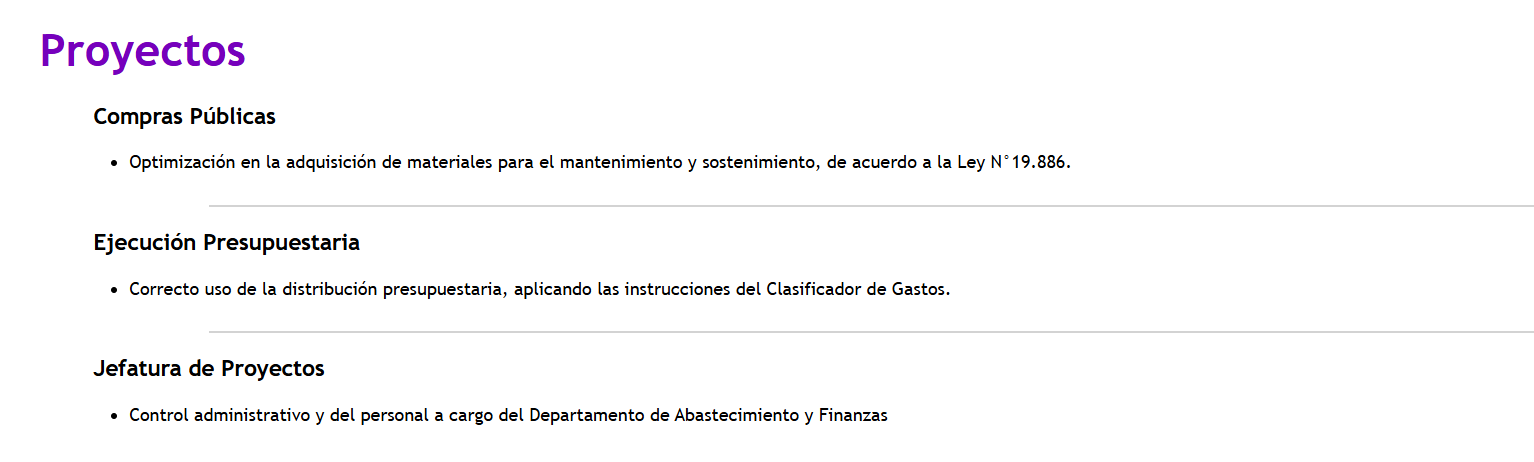 Proyectos
Compras Públicas
• Optimización en la adquisición de materiales para el mantenimiento y sostenimiento, de acuerdo a la Ley N°19.886.
Ejecución Presupuestaria
• Correcto uso de la distribución presupuestaria, aplicando las instrucciones del Clasificador de Gastos.
Jefatura de Proyectos
• Control administrativo y del personal a cargo del Departamento de Abastecimiento y Finanzas